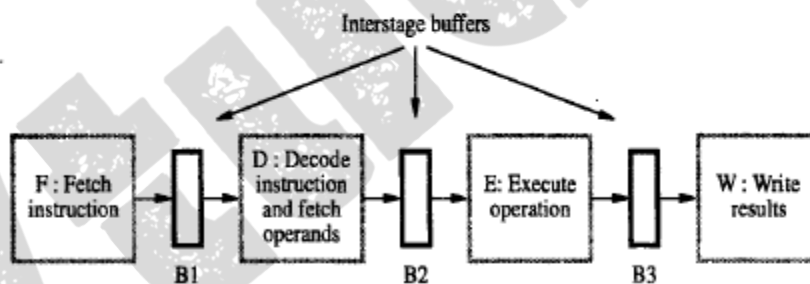 Interstage buffers
F : Fetch
instruction
D : Decode
instruction
and fetch
operands
E: Execute
operation
W : Write
results
B1
B2
B3